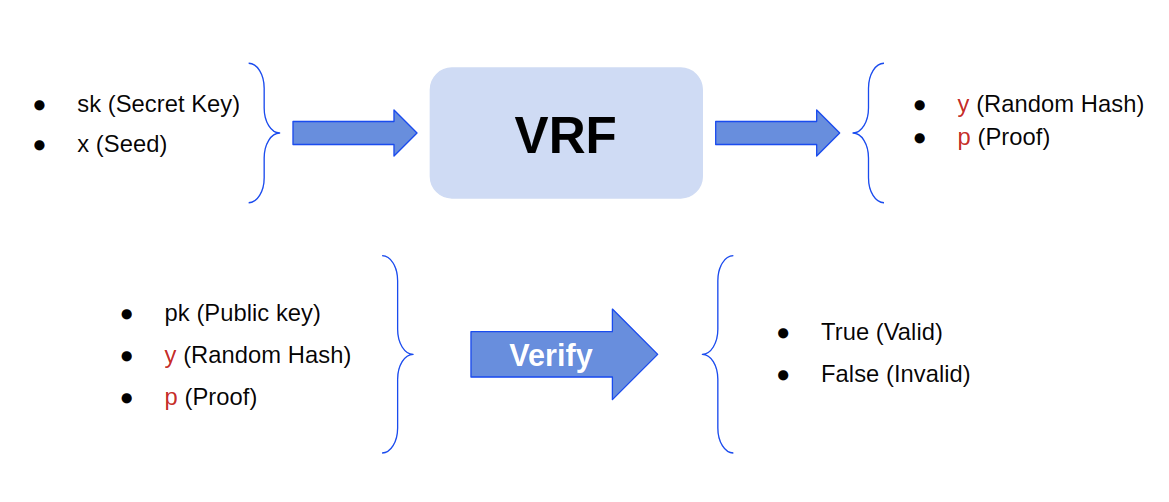 ● sk (Secret Key)
● x (Seed)
VRF
● y (Random Hash)
● p (Proof)
● pk (Public key)
● y (Random Hash)
● p (Proof)
Verify
● True (Valid)
● False (Invalid)